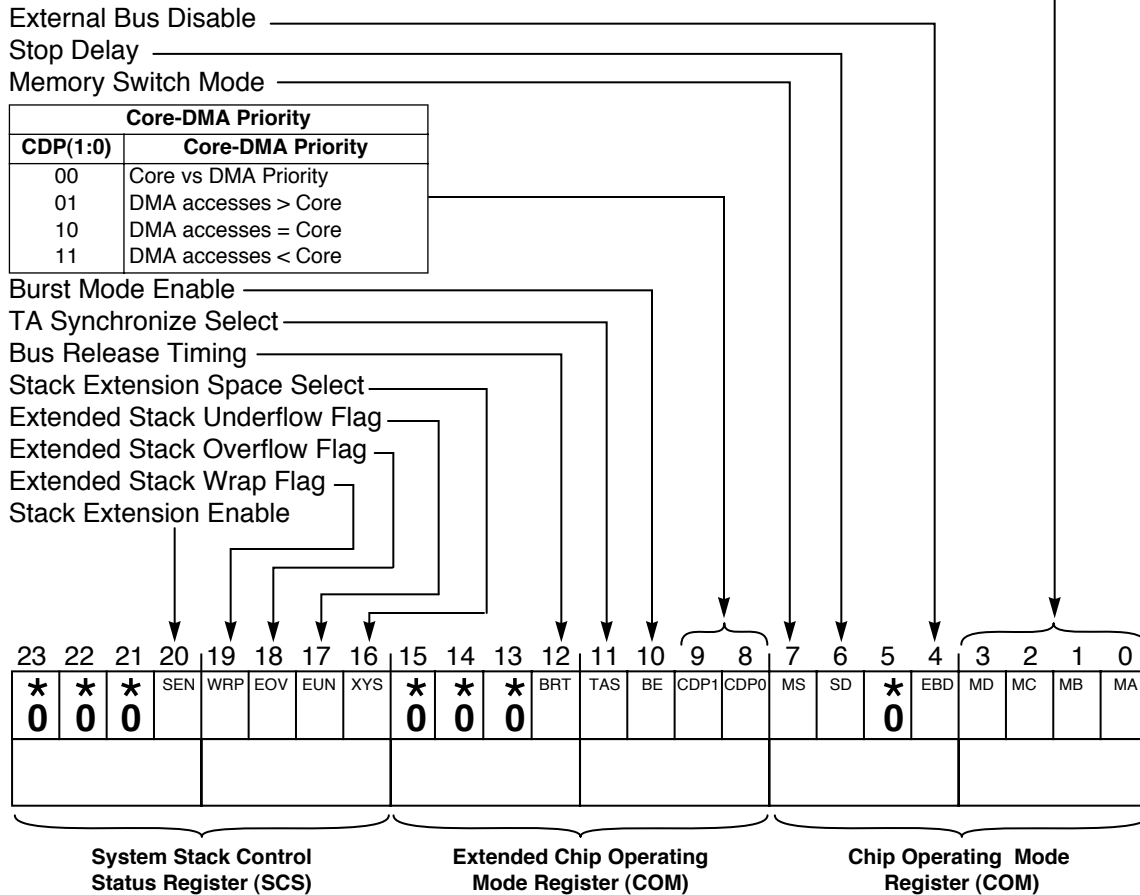 External Bus Disable
Stop Delay
Memory Switch Mode
Core-DMA Priority
CDP(1:0) Core-DMA Priority
00 Core vs DMA Priority
01 DMA accesses > Core
10 DMA accesses = Core
11 DMA accesses < Core
Burst Mode Enable
TA Synchronize Select
Bus Release Timing
Stack Extension Space Select
Extended Stack Underflow Flag
Extended Stack Overflow Flag
Extended Stack Wrap Flag
Stack Extension Enable
23 22 21 20 19 18 17 16 15 14 13 12 11 10 9 8 7 6 5 4 3 2 1 0
* * * SEN WRP EOV EUN XYS * * * BRT TAS BE CDP1 CDP0 MS SD * EBD MD MC MB MA
0 0 0 0 0 0 0
System Stack Control Extended Chip Operating Chip Operating Mode
Status Register (SCS) Mode Register (COM) Register (COM)